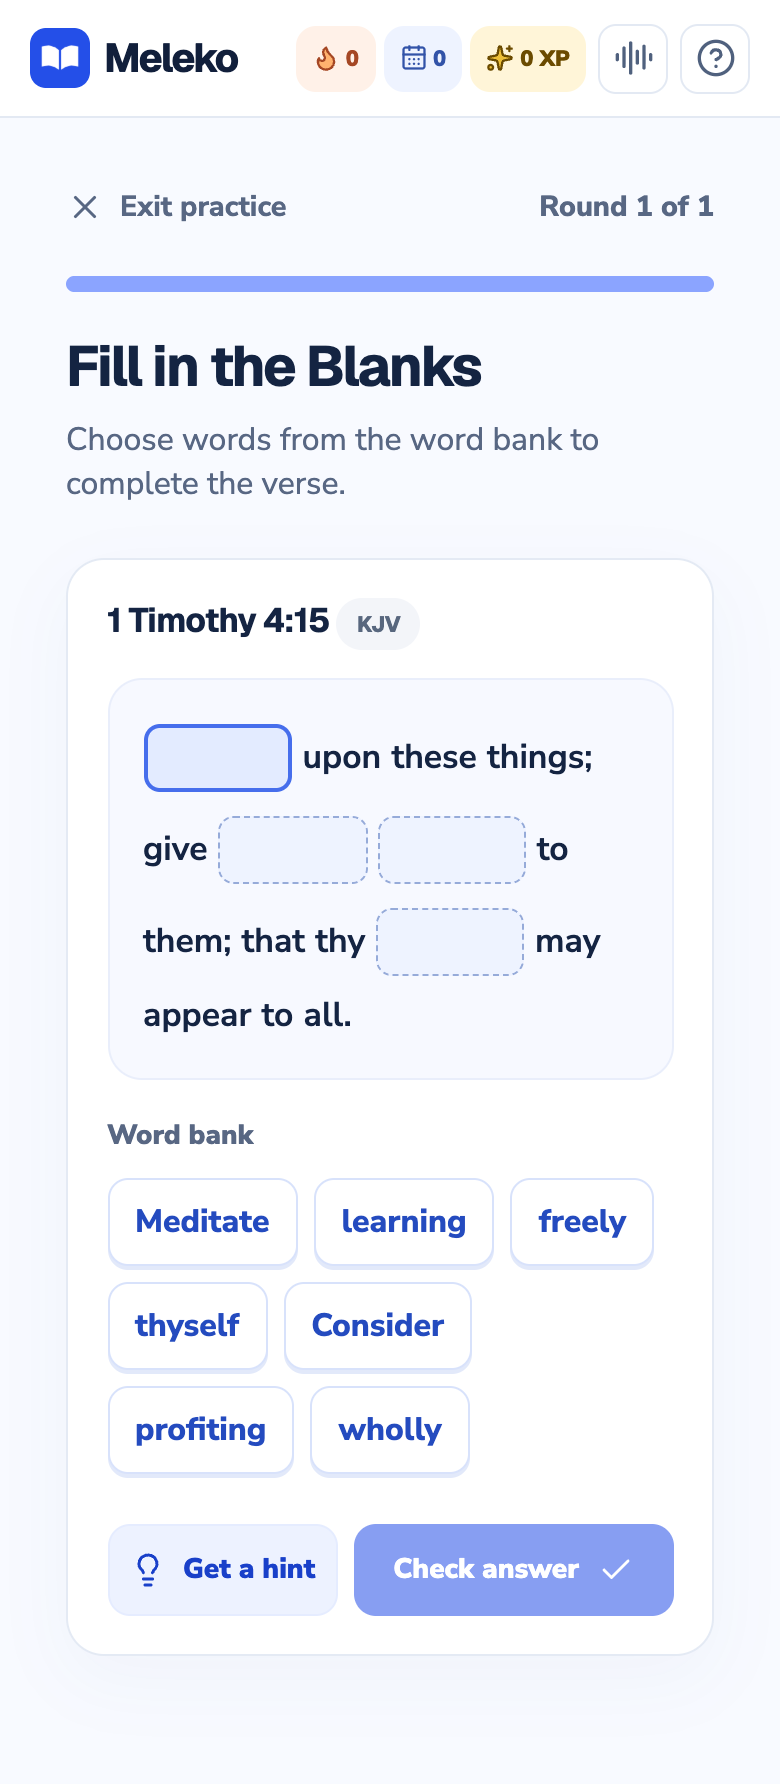 Meleko 0 0 0 XP
Exit practice Round 1 of 1
Fill in the Blanks
Choose words from the word bank to
complete the verse.
1 Timothy 4:15 KJV
upon these things;
give to
them; that thy may
appear to all.
Word bank
Meditate learning freely
thyself Consider
profiting wholly
Get a hint Check answer